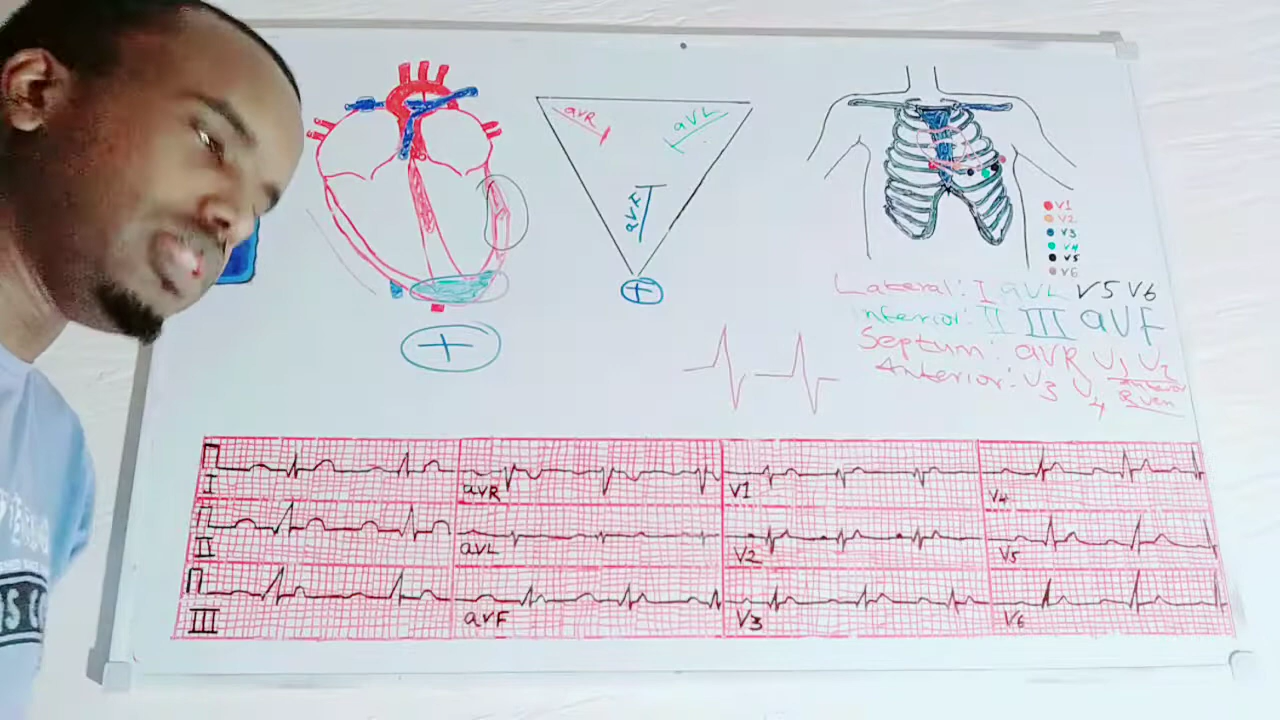 aVR
aVL
aVF
+
+
V1
V2
V3
V4
V5
V6
Lateral: I aVL V5 V6
Inferior: II III aVF
Septum: aVR V1 V2
Anterior: V3 V4
I
aVR
V1
V4
II
aVL
V2
V5
III
aVF
V3
V6